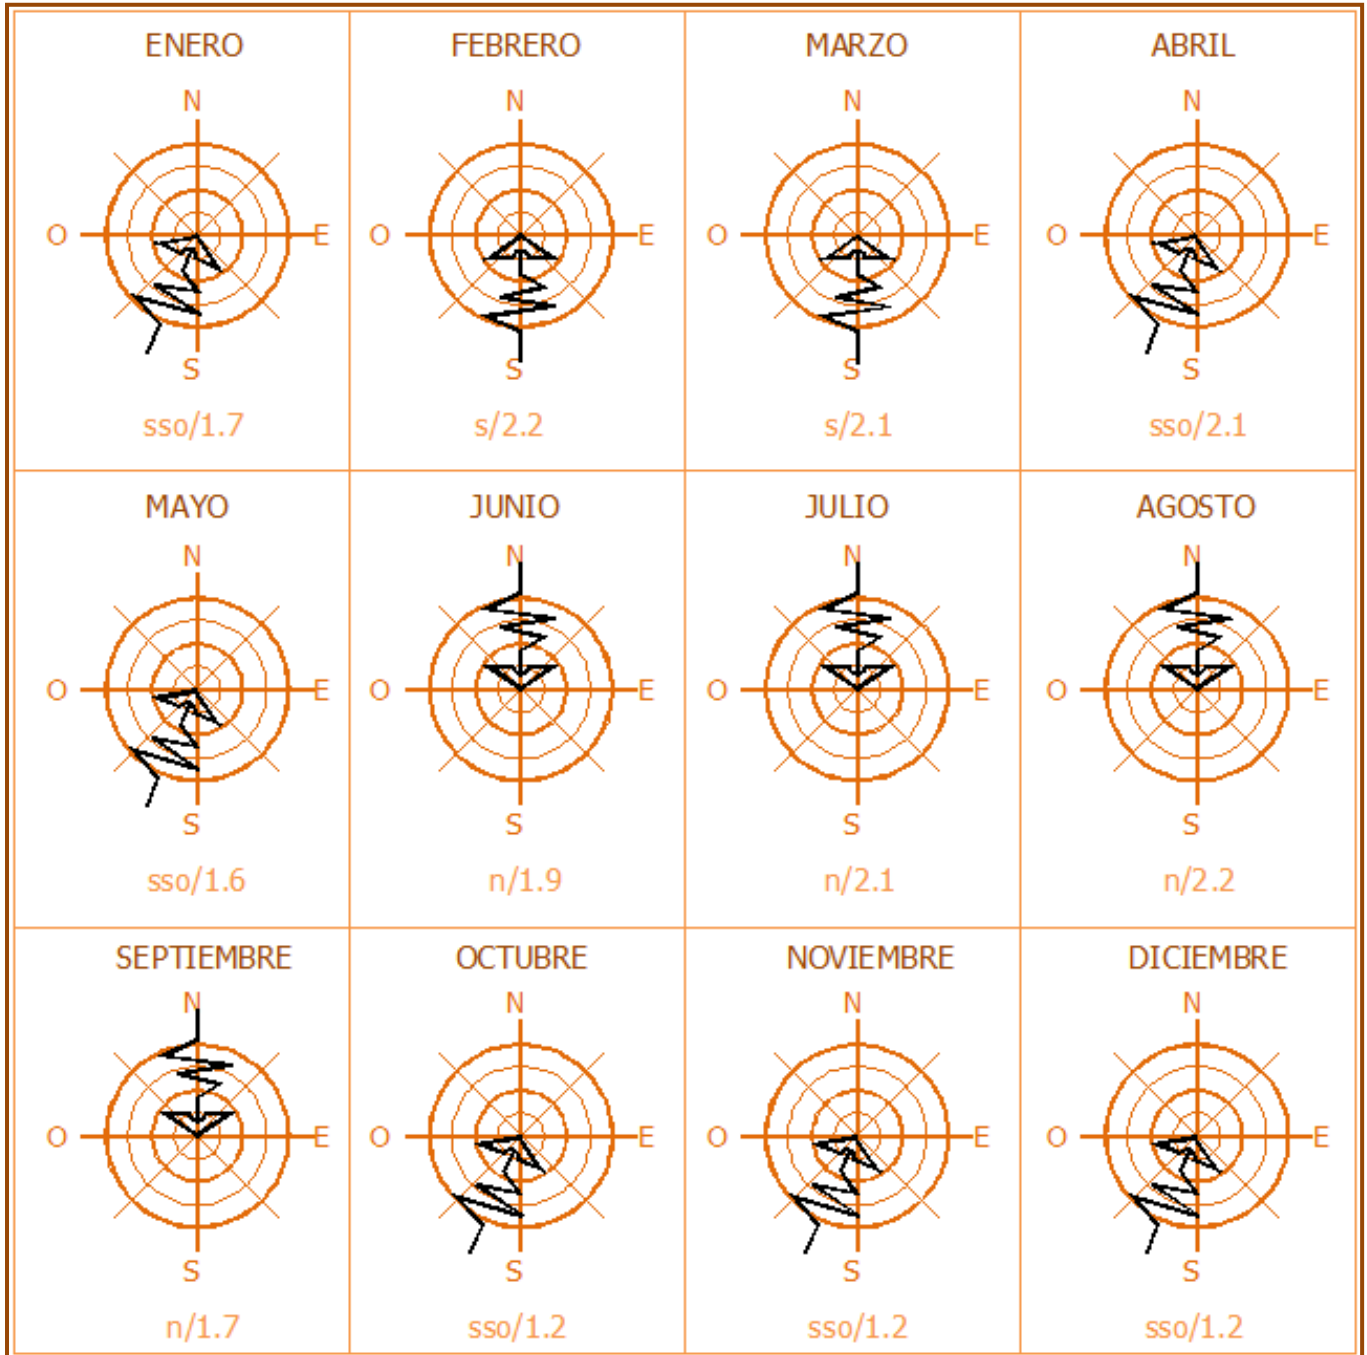 ENERO
N
O
E
S
sso/1.7
FEBRERO
N
O
E
S
s/2.2
MARZO
N
O
E
S
s/2.1
ABRIL
N
O
E
S
sso/2.1
MAYO
N
O
E
S
sso/1.6
JUNIO
N
O
E
S
n/1.9
JULIO
N
O
E
S
n/2.1
AGOSTO
N
O
E
S
n/2.2
SEPTIEMBRE
N
O
E
S
n/1.7
OCTUBRE
N
O
E
S
sso/1.2
NOVIEMBRE
N
O
E
S
sso/1.2
DICIEMBRE
N
O
E
S
sso/1.2